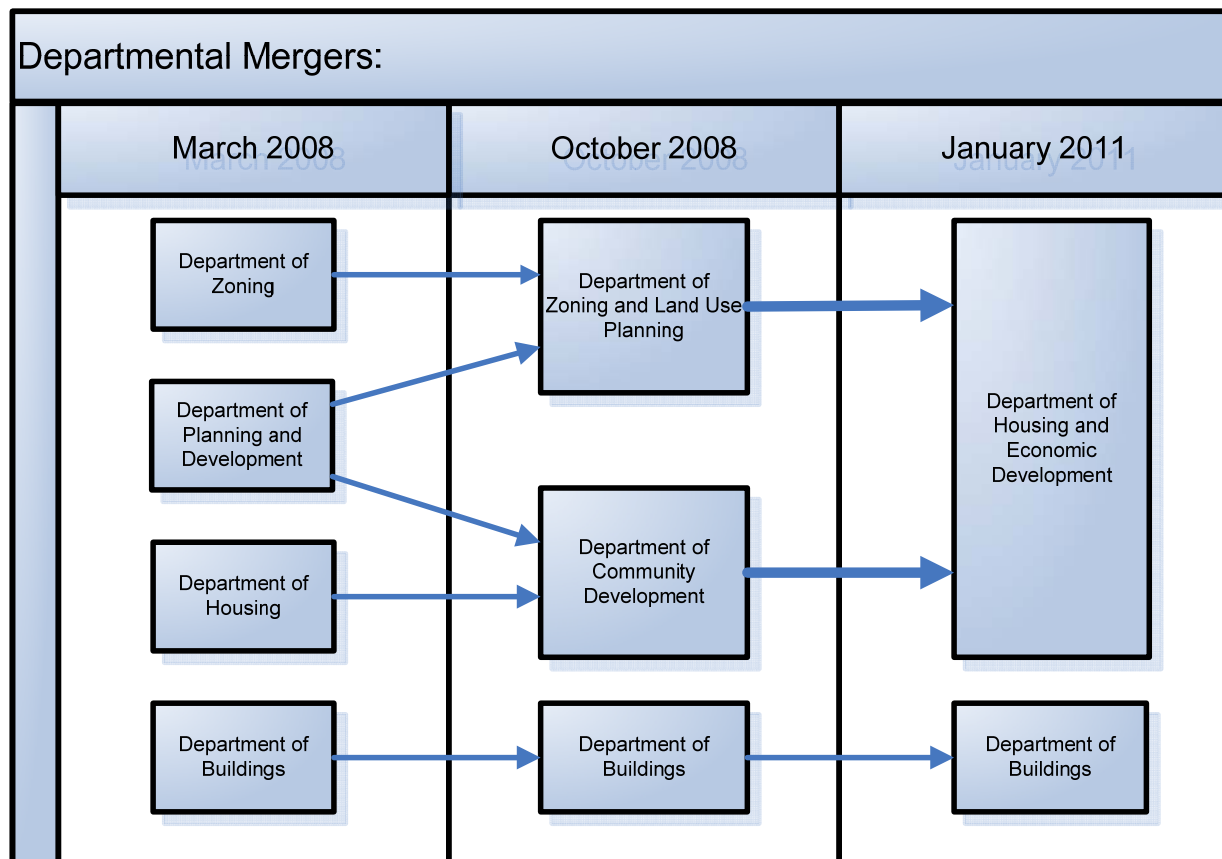 Departmental Mergers:
March 2008
October 2008
January 2011
Department of
Zoning
Department of
Planning and
Development
Department of
Housing
Department of
Buildings
Department of
Zoning and Land Use
Planning
Department of
Community
Development
Department of
Buildings
Department of
Housing and
Economic
Development
Department of
Buildings